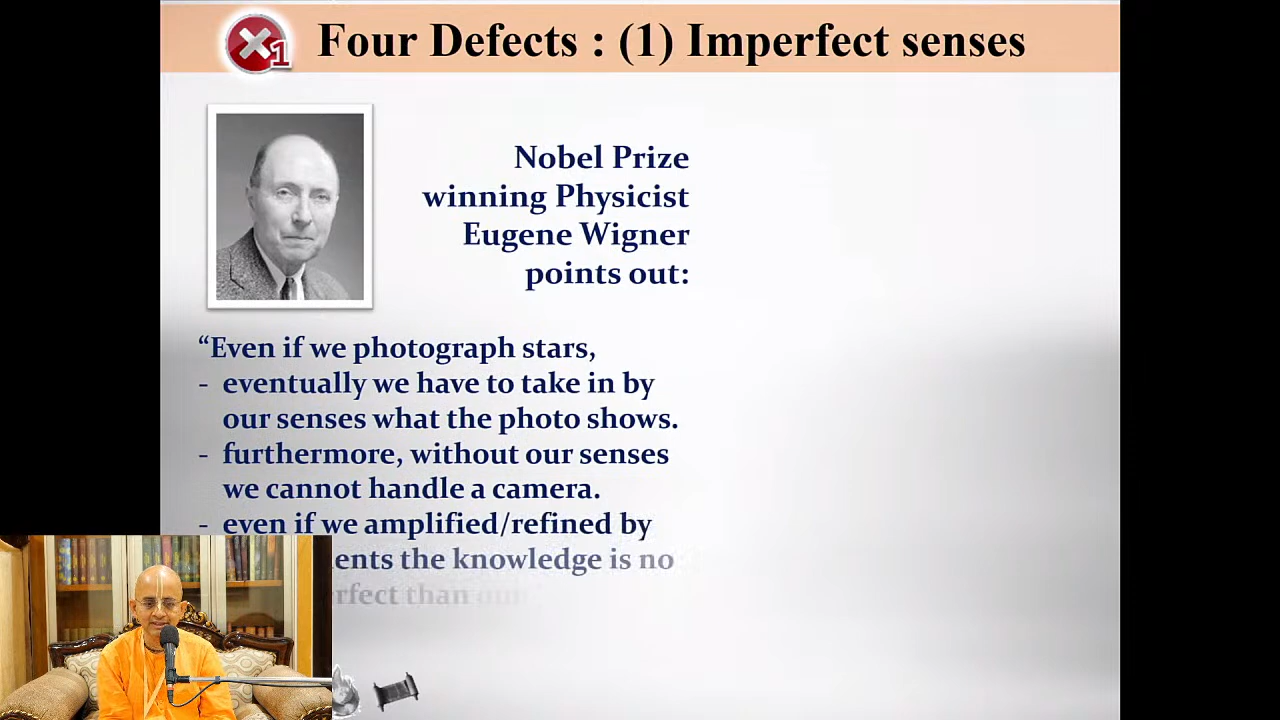 1
Four Defects : (1) Imperfect senses
Nobel Prize
winning Physicist
Eugene Wigner
points out:
“Even if we photograph stars,
- eventually we have to take in by
our senses what the photo shows.
- furthermore, without our senses
we cannot handle a camera.
- even if we amplified/refined by
the knowledge is no
than